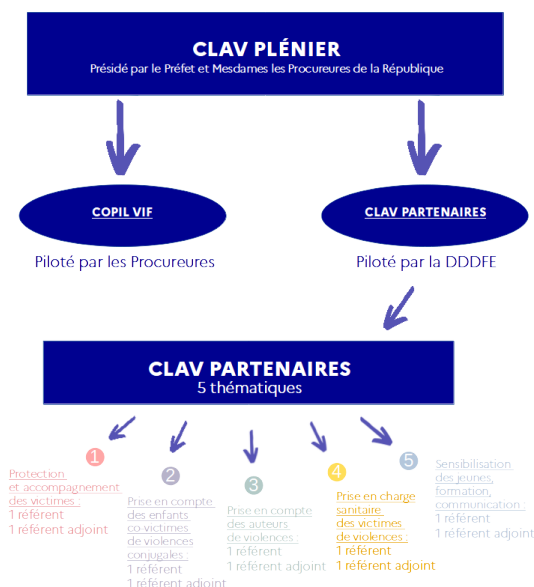 CLAV PLÉNIER
Présidé par le Préfet et Mesdames les Procureures de la République
COPIL VIF
CLAV PARTENAIRES
Piloté par les Procureures
Piloté par la DDDFE
CLAV PARTENAIRES
5 thématiques
1
Protection
et accompagnement
des victimes :
1 référent
1 référent adjoint
2
Prise en compte
des enfants
co-victimes
de violences
conjugales :
1 référent
1 référent adjoint
3
Prise en compte
des auteurs
de violences :
1 référent
1 référent adjoint
4
Prise en charge
sanitaire
des victimes
de violences :
1 référent
1 référent adjoint
5
Sensibilisation
des jeunes,
formation,
communication :
1 référent
1 référent adjoint